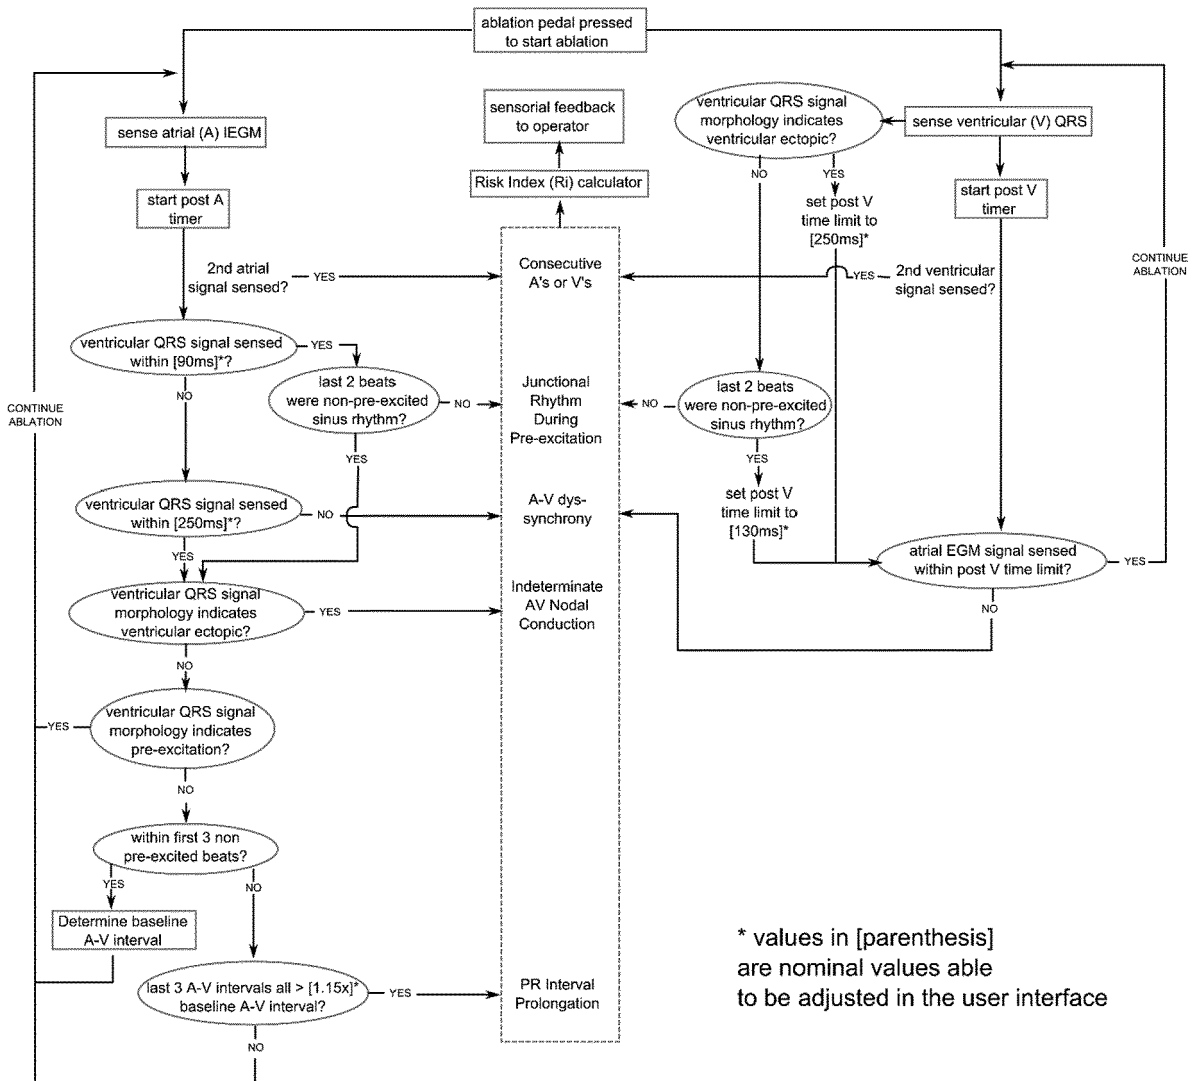 ablation pedal pressed
to start ablation
sense atrial (A) IEGM
start post A
timer
2nd atrial
signal sensed?
YES
ventricular QRS signal sensed
within [90ms]*?
YES
NO
last 2 beats
were non-pre-excited
sinus rhythm?
NO
YES
CONTINUE
ABLATION
ventricular QRS signal sensed
within [250ms]*?
NO
YES
ventricular QRS signal
morphology indicates
ventricular ectopic?
YES
NO
ventricular QRS signal
morphology indicates
pre-excitation?
YES
NO
within first 3 non
pre-excited beats?
YES
NO
Determine baseline
A-V interval
last 3 A-V intervals all > [1.15x]*
baseline A-V interval?
YES
NO
sensorial feedback
to operator
Risk Index (Ri) calculator
Consecutive
A's or V's
Junctional
Rhythm
During
Pre-excitation
A-V dys-
synchrony
Indeterminate
AV Nodal
Conduction
PR Interval
Prolongation
ventricular QRS signal
morphology indicates
ventricular ectopic?
NO
YES
set post V
time limit to
[250ms]*
sense ventricular (V) QRS
start post V
timer
YES
2nd ventricular
signal sensed?
CONTINUE
ABLATION
last 2 beats
were non-pre-excited
sinus rhythm?
NO
YES
set post V
time limit to
[130ms]*
atrial EGM signal sensed
within post V time limit?
YES
NO
* values in [parenthesis]
are nominal values able
to be adjusted in the user interface